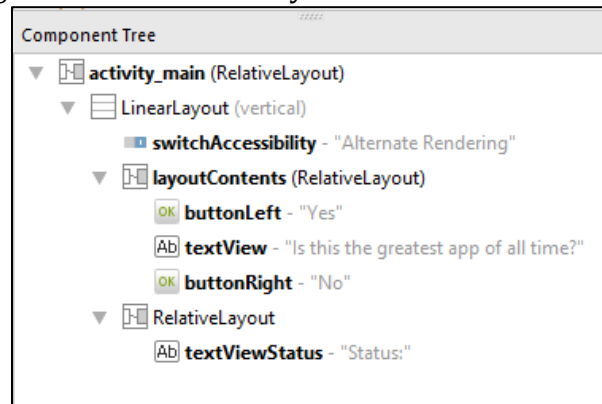 Component Tree
activity_main (RelativeLayout)
LinearLayout (vertical)
switchAccessibility - "Alternate Rendering"
layoutContents (RelativeLayout)
OK buttonLeft - "Yes"
Ab textView - "Is this the greatest app of all time?"
OK buttonRight - "No"
RelativeLayout
Ab textViewStatus - "Status:"